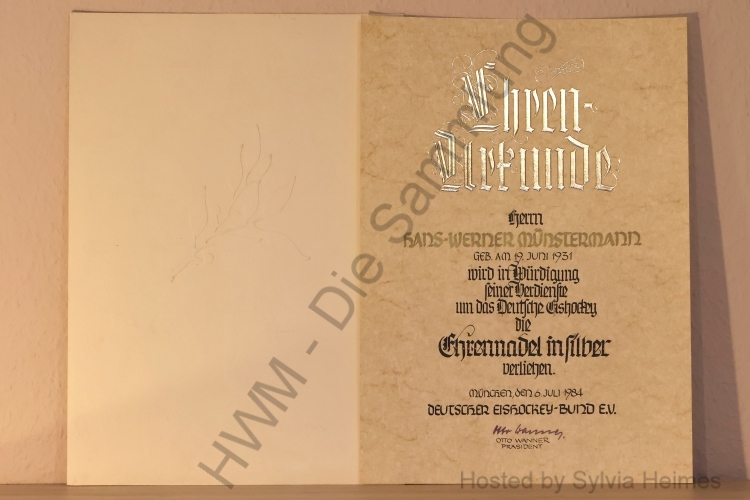 Ehren-
Urkunde
Herrn
HANS-WERNER MÜNSTERMANN
GEB. AM 19. JUNI 1931
wird in Würdigung
seiner Verdienste
um das Deutsche Eishockey
die
Ehrennadel in silber
verliehen.
MÜNCHEN, DEN 6. JULI 1984
DEUTSCHER EISHOCKEY-BUND E.V.
Otto Wanner
OTTO WANNER
PRÄSIDENT
HWM - Die Sammlung
Hosted by Sylvia Heimes